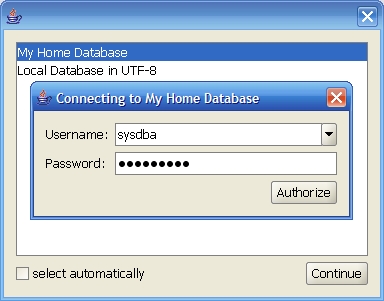 My Home Database
Local Database in UTF-8
Connecting to My Home Database
Username: sysdba
Password: ●●●●●●●●●
Authorize
select automatically
Continue